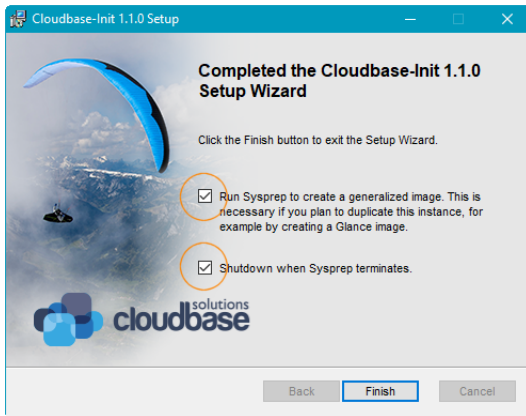 Cloudbase-Init 1.1.0 Setup
Completed the Cloudbase-Init 1.1.0
Setup Wizard
Click the Finish button to exit the Setup Wizard.
Run Sysprep to create a generalized image. This is
necessary if you plan to duplicate this instance, for
example by creating a Glance image.
Shutdown when Sysprep terminates.
solutions
cloudbase
Back
Finish
Cancel